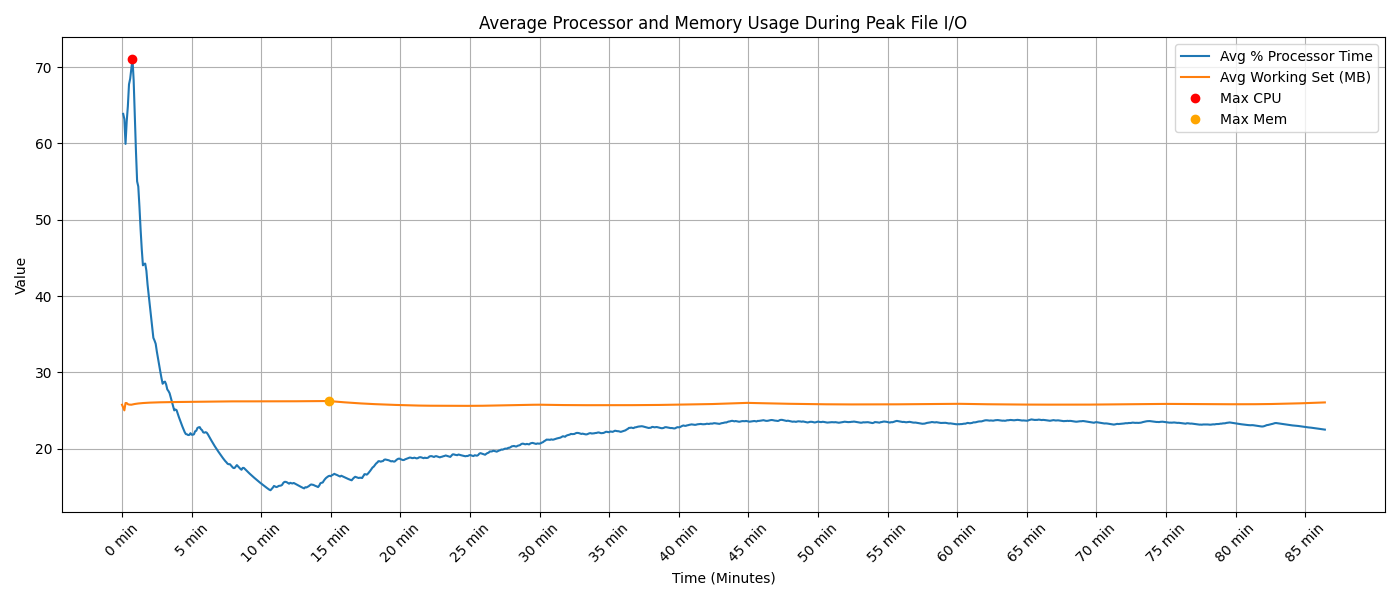 Average Processor and Memory Usage During Peak File I/O
Avg % Processor Time
Avg Working Set (MB)
Max CPU
Max Mem
Value
70
60
50
40
30
20
0 min
5 min
10 min
15 min
20 min
25 min
30 min
35 min
40 min
45 min
50 min
55 min
60 min
65 min
70 min
75 min
80 min
85 min
Time (Minutes)